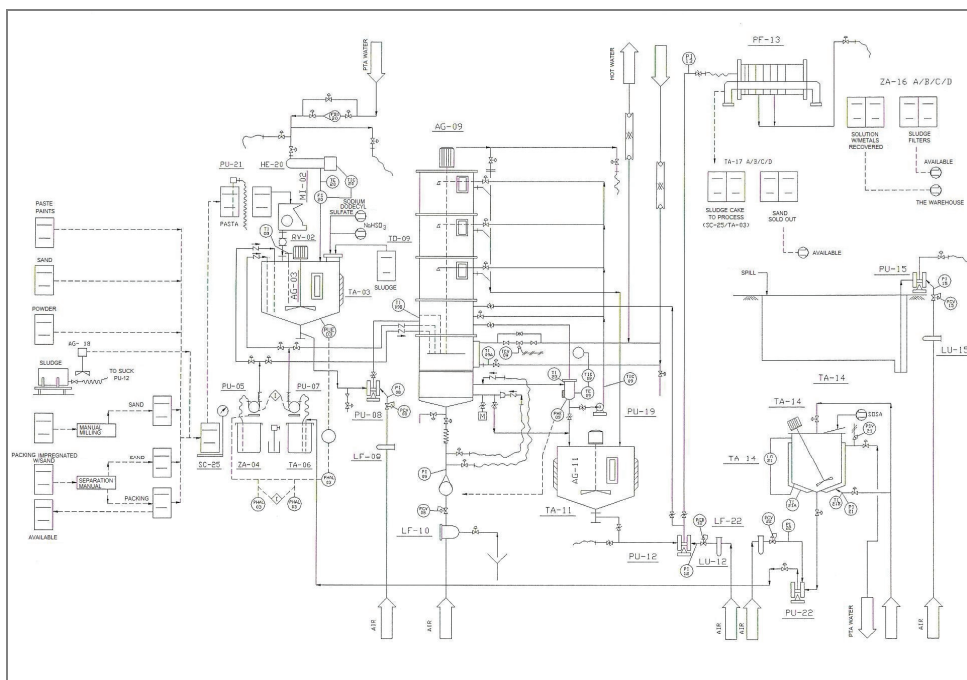 PTA WATER
HOT WATER
PF-13
ZA-16 A/B/C/D
AG-09
HE-20
PU-21
PASTA
MI-02
SODIUM
DODECYL
SULFATE
NaHSO3
RV-02
TD-09
SLUDGE
AG-03
TA-03
PASTE
PAINTS
SAND
POWDER
AG- 18
SLUDGE
TO SUCK
PU-12
SAND
MANUAL
MILLING
PACKING IMPREGNATED
W/SAND
SEPARATION
MANUAL
SAND
PACKING
AVAILABLE
SC-25
PU-05
PU-07
ZA-04
TA-06
PU-08
LF-10
AIR
AIR
AG-11
TA-11
PU-19
PU-12
LU-12
LF-22
AIR
AIR
TA-17 A/B/C/D
SLUDGE CAKE
TO PROCESS
(SC-25/TA-03)
SAND
SOLD OUT
AVAILABLE
SOLUTION
W/METALS
RECOVERED
SLUDGE
FILTERS
AVAILABLE
THE WAREHOUSE
PU-15
SPILL
LU-15
TA-14
TA-14
TA 14
SOSA
PU-22
PTA WATER
AIR